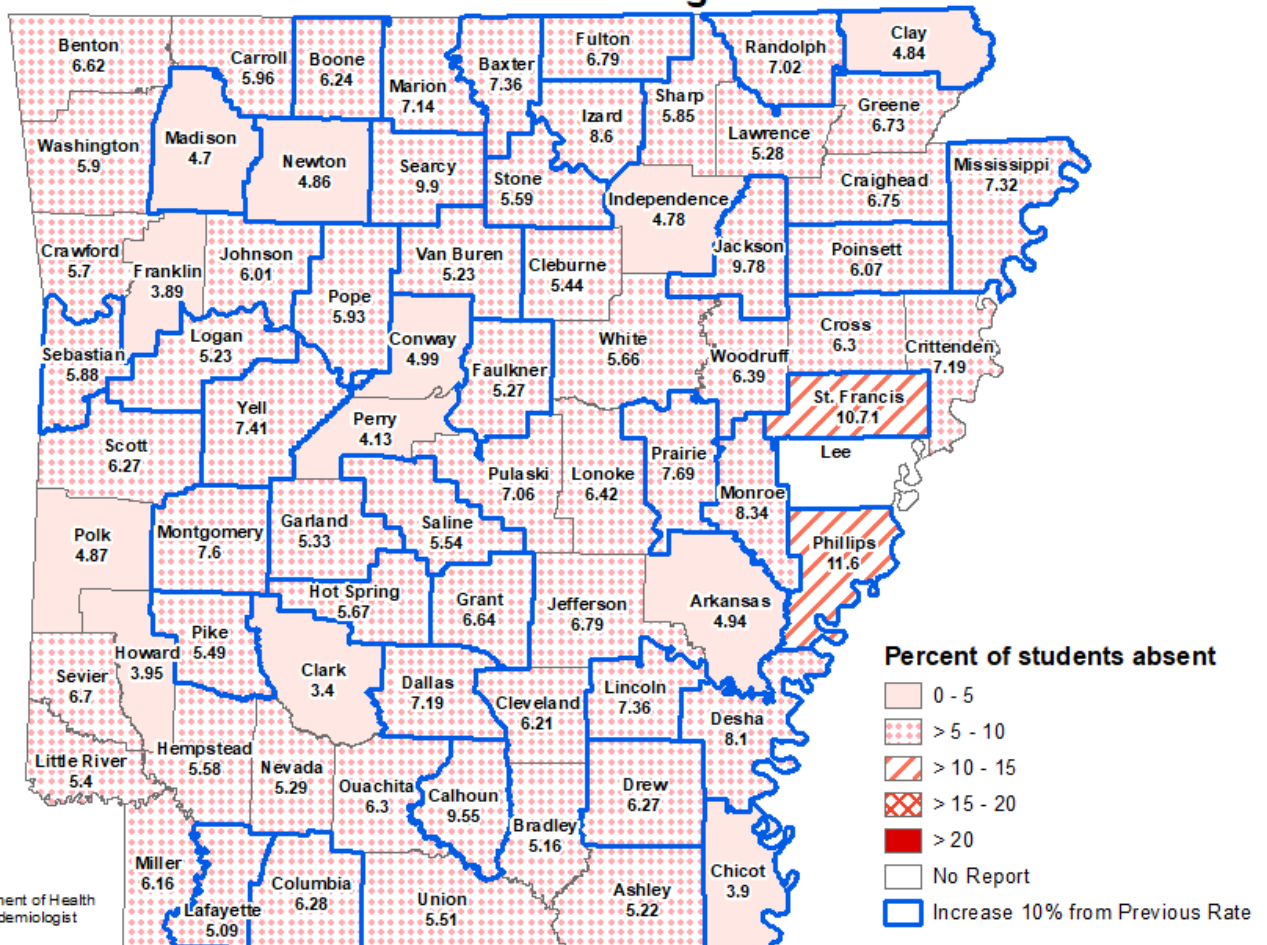 Benton
6.62
Carroll
5.96
Boone
6.24
Marion
7.14
Baxter
7.36
Fulton
6.79
Randolph
7.02
Clay
4.84
Washington
5.9
Madison
4.7
Newton
4.86
Searcy
9.9
Stone
5.59
Izard
8.6
Sharp
5.85
Lawrence
5.28
Greene
6.73
Independence
4.78
Craighead
6.75
Mississippi
7.32
Crawford
5.7
Franklin
3.89
Johnson
6.01
Pope
5.93
Van Buren
5.23
Cleburne
5.44
Jackson
9.78
Poinsett
6.07
Sebastian
5.88
Logan
5.23
Conway
4.99
Faulkner
5.27
White
5.66
Woodruff
6.39
Cross
6.3
Crittenden
7.19
Scott
6.27
Yell
7.41
Perry
4.13
Pulaski
7.06
Lonoke
6.42
Prairie
7.69
Monroe
8.34
St. Francis
10.71
Lee
Polk
4.87
Montgomery
7.6
Garland
5.33
Saline
5.54
Phillips
11.6
Hot Spring
5.67
Grant
6.64
Jefferson
6.79
Arkansas
4.94
Sevier
6.7
Howard
3.95
Pike
5.49
Clark
3.4
Dallas
7.19
Cleveland
6.21
Lincoln
7.36
Desha
8.1
Little River
5.4
Hempstead
5.58
Nevada
5.29
Ouachita
6.3
Calhoun
9.55
Bradley
5.16
Drew
6.27
Miller
6.16
Lafayette
5.09
Columbia
6.28
Union
5.51
Ashley
5.22
Chicot
3.9
Percent of students absent
0 - 5
> 5 - 10
> 10 - 15
> 15 - 20
> 20
No Report
Increase 10% from Previous Rate
of Health